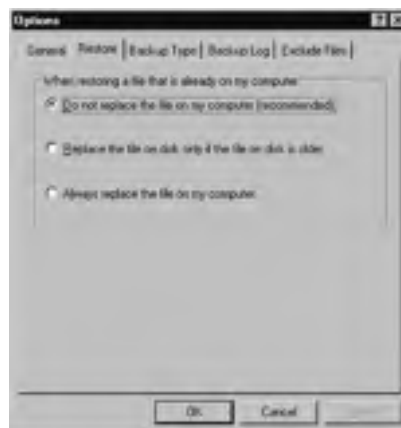 Options
General Restore Backup Type Backup Log Exclude Files
When restoring a file that is already on my computer
Do not replace the file on my computer (recommended).
Replace the file on disk only if the file on disk is older.
Always replace the file on my computer.
OK Cancel